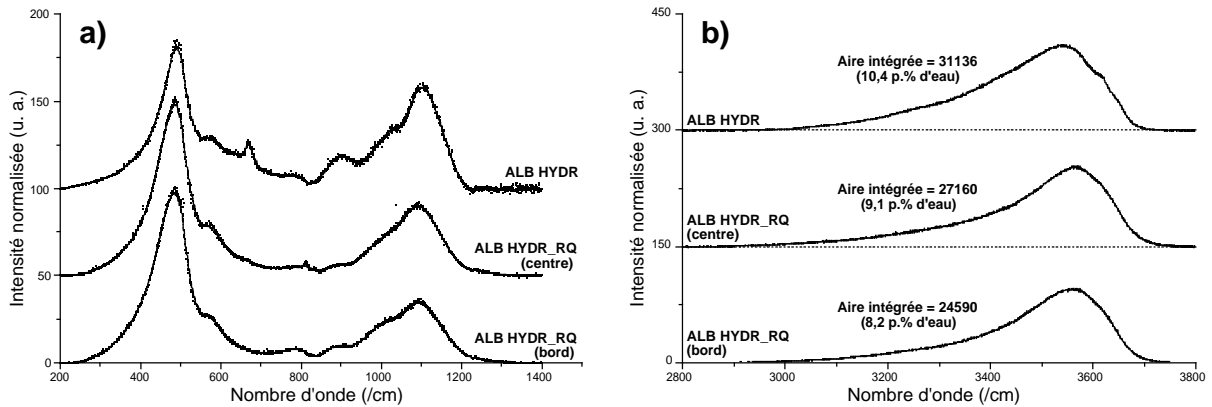 a)
Intensité normalisée (u. a.)
200
150
100
50
0
ALB HYDR
ALB HYDR_RQ
(centre)
ALB HYDR_RQ
(bord)
200
400
600
800
1000
1200
1400
Nombre d'onde (/cm)
b)
Intensité normalisée (u. a.)
450
300
150
0
Aire intégrée = 31136
(10,4 p.% d'eau)
ALB HYDR
Aire intégrée = 27160
(9,1 p.% d'eau)
ALB HYDR_RQ
(centre)
Aire intégrée = 24590
(8,2 p.% d'eau)
ALB HYDR_RQ
(bord)
2800
3000
3200
3400
3600
3800
Nombre d'onde (/cm)